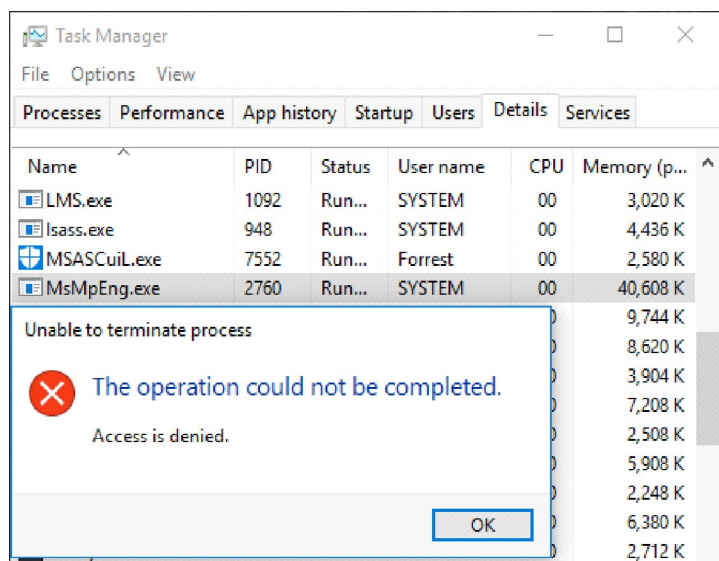 Task Manager
File Options View
Processes Performance App history Startup Users Details Services
Name PID Status User name CPU Memory (p...
LMS.exe 1092 Run... SYSTEM 00 3,020 K
lsass.exe 948 Run... SYSTEM 00 4,436 K
MSASCuiL.exe 7552 Run... Forrest 00 2,580 K
MsMpEng.exe 2760 Run... SYSTEM 00 40,608 K
9,744 K
Unable to terminate process
8,620 K
The operation could not be completed.
3,904 K
7,208 K
Access is denied.
2,508 K
5,908 K
2,248 K
OK
6,380 K
2,712 K